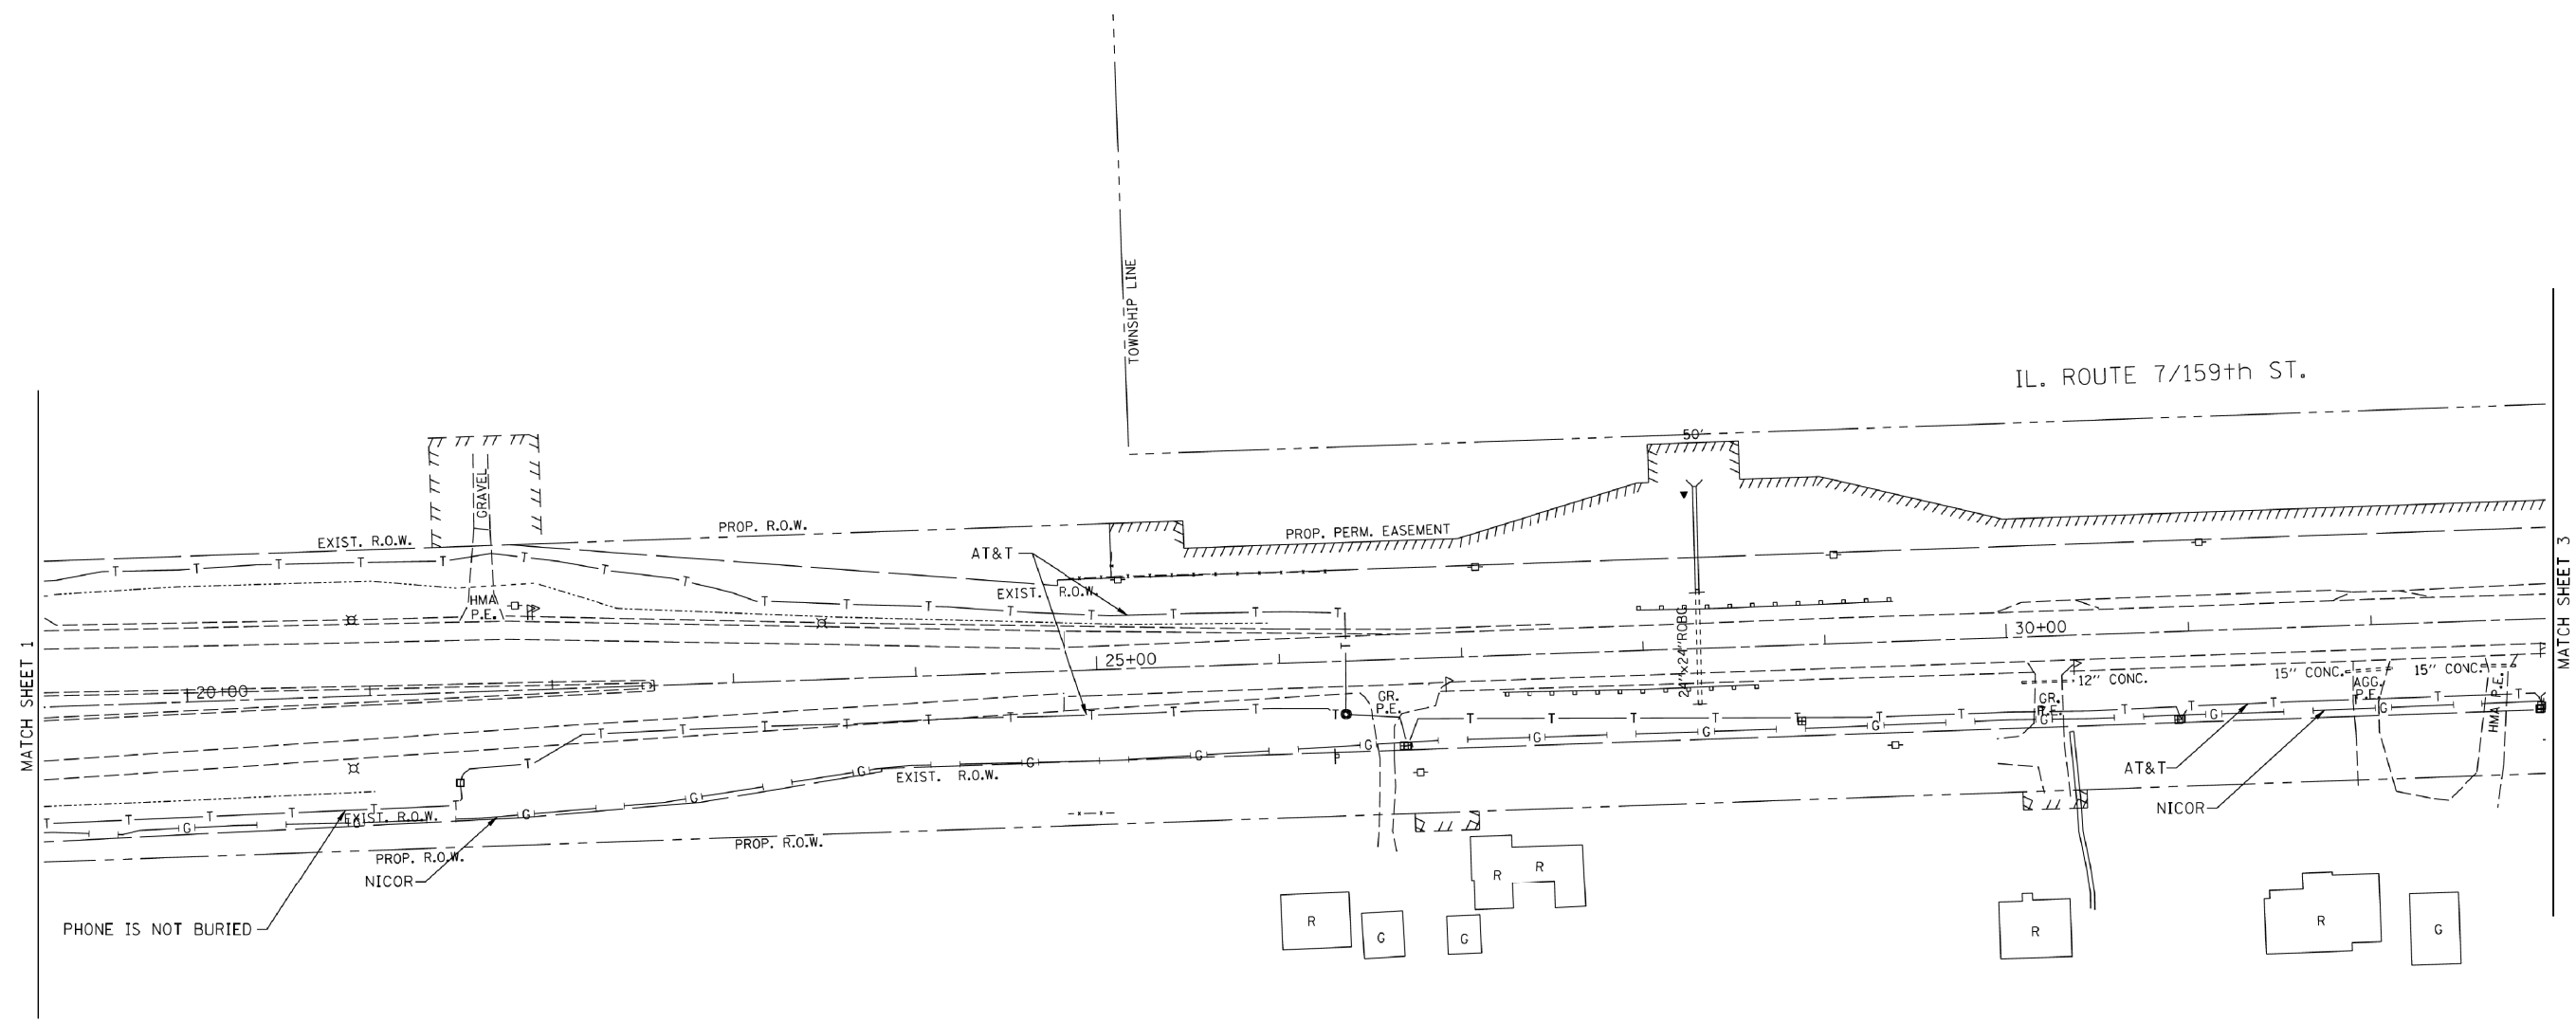 TOWNSHIP LINE
IL. ROUTE 7/159th ST.
50'
GRAVEL
PROP. R.O.W.
EXIST. R.O.W.
PROP. PERM. EASEMENT
AT&T
T T T T T T T T T T T T T T T T
EXIST. R.O.W.
HMA
P.E.
24"x24"ROBG
30+00
25+00
20+00
MATCH SHEET 1
MATCH SHEET 3
GR.
P.E.
12" CONC.
GR.
P.E.
15" CONC.
AGG.
P.E.
15" CONC.
HMA P.E.
T T T T T T T T T T T T T T T T T T T T T T T T T T T T T T
G G G G G G G G G G G G G G
EXIST. R.O.W.
AT&T
NICOR
EXIST. R.O.W.
PROP. R.O.W.
PROP. R.O.W.
NICOR
PHONE IS NOT BURIED
R
G
R
R
G
R
R
G